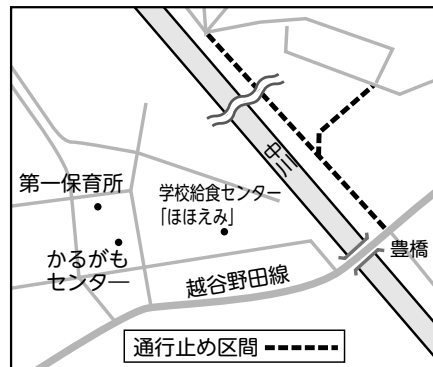 中川
第一保育所
学校給食センター
「ほほえみ」
豊橋
かるがも
センター
越谷野田線
通行止め区間